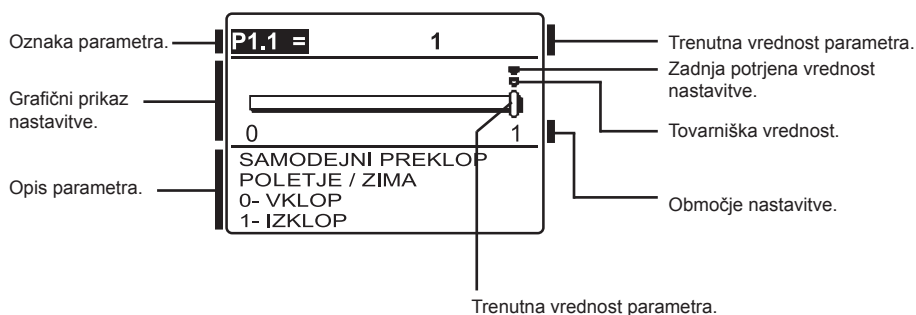 Oznaka parametra.
Grafični prikaz
nastavitve.
Opis parametra.
P1.1 = 1
0 1
SAMODEJNI PREKLOP
POLETJE / ZIMA
0- VKLOP
1- IZKLOP
Trenutna vrednost parametra.
Zadnja potrjena vrednost
nastavitve.
Tovarniška vrednost.
Območje nastavitve.
Trenutna vrednost parametra.